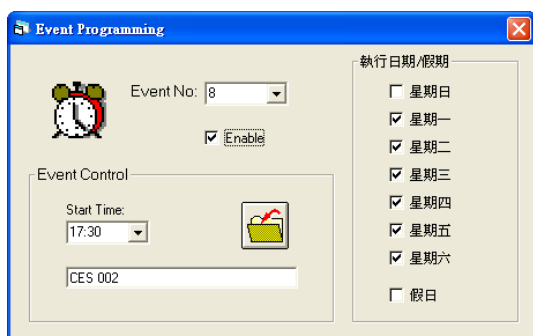 Event Programming
Event No: 8
Enable
Event Control
Start Time:
17:30
CES 002
執行日期/假期
星期日
星期一
星期二
星期三
星期四
星期五
星期六
假日